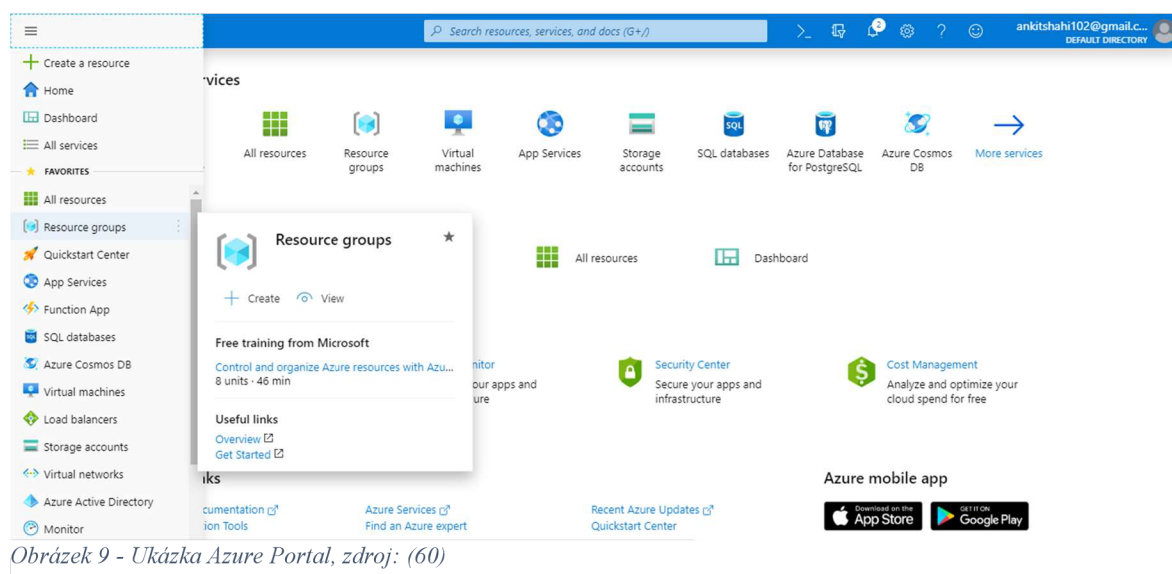 Search resources, services, and docs (G+/)
2
ankitshahi102@gmail.c...
DEFAULT DIRECTORY
Create a resource
Home
Dashboard
All services
FAVORITES
All resources
Resource groups
Quickstart Center
App Services
Function App
SQL databases
Azure Cosmos DB
Virtual machines
Load balancers
Storage accounts
Virtual networks
Azure Active Directory
Monitor
rvices
All resources
Resource
groups
Virtual
machines
App Services
Storage
accounts
SQL
SQL databases
Azure Database
for PostgreSQL
Azure Cosmos
DB
More services
Resource groups
Create
View
Free training from Microsoft
Control and organize Azure resources with Azu...
8 units · 46 min
Useful links
Overview
Get Started
All resources
Dashboard
nitor
our apps and
ure
Security Center
Secure your apps and
infrastructure
Cost Management
Analyze and optimize your
cloud spend for free
ks
cumentation
ion Tools
Azure Services
Find an Azure expert
Recent Azure Updates
Quickstart Center
Azure mobile app
Download on the
App Store
GET IT ON
Google Play
Obrázek 9 - Ukázka Azure Portal, zdroj: (60)